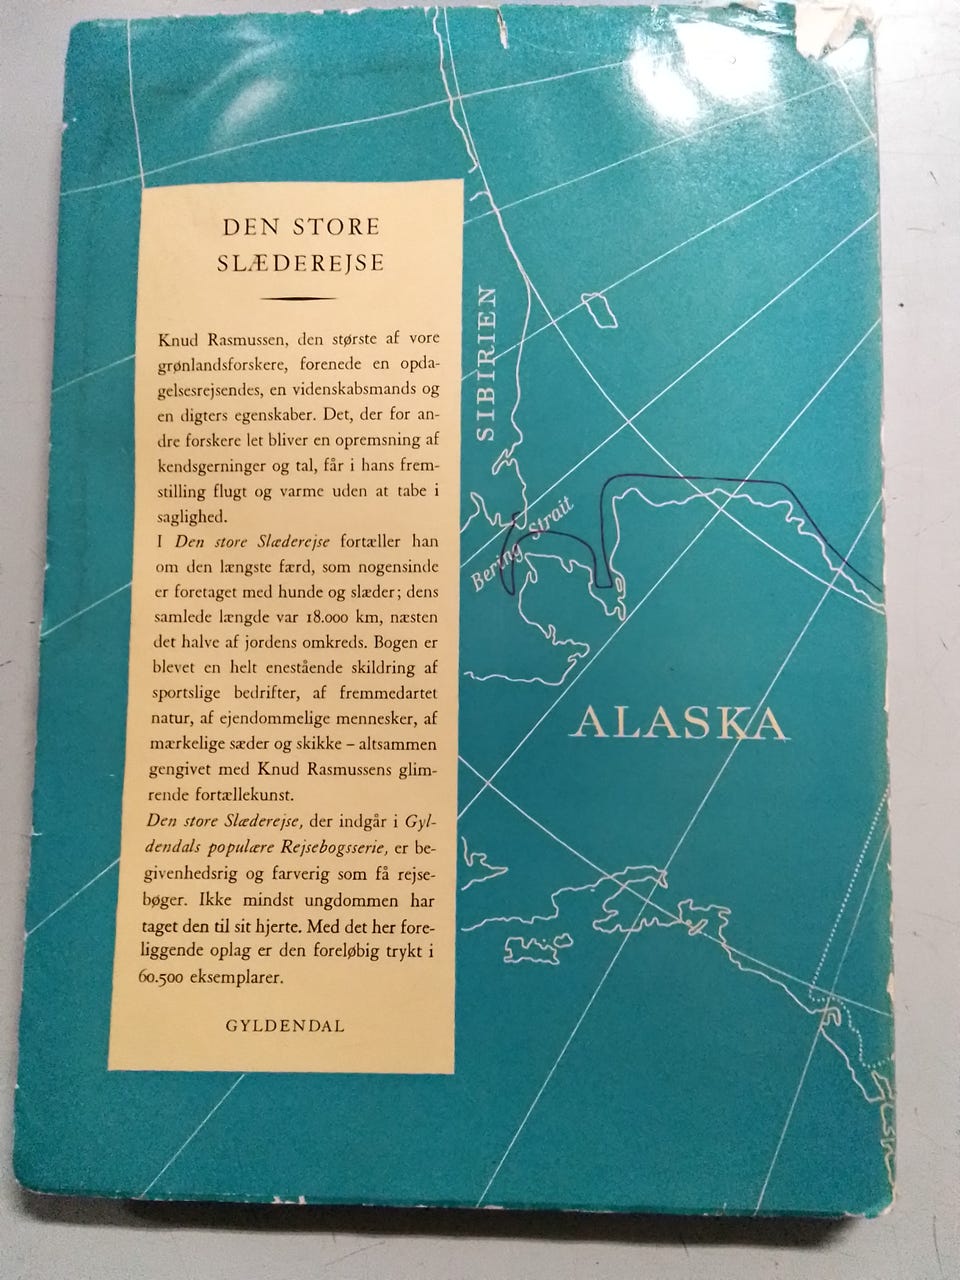 DEN STORE
SLÆDEREJSE
Knud Rasmussen, den største af vore
grønlandsforskere, forenede en opda-
gelsesrejsendes, en videnskabsmands og
en digters egenskaber. Det, der for an-
dre forskere let bliver en opremsning af
kendsgerninger og tal, får i hans frem-
stilling flugt og varme uden at tabe i
saglighed.
I Den store Slæderejse fortæller han
om den længste færd, som nogensinde
er foretaget med hunde og slæder; dens
samlede længde var 18.000 km, næsten
det halve af jordens omkreds. Bogen er
blevet en helt enestående skildring af
sportslige bedrifter, af fremmedartet
natur, af ejendommelige mennesker, af
mærkelige sæder og skikke – altsammen
gengivet med Knud Rasmussens glim-
rende fortællekunst.
Den store Slæderejse, der indgår i Gyl-
dendals populære Rejsebogsserie, er be-
givenhedsrig og farverig som få rejse-
bøger. Ikke mindst ungdommen har
taget den til sit hjerte. Med det her fore-
liggende oplag er den foreløbig trykt i
60.500 eksemplarer.
GYLDENDAL
SIBIRIEN
Bering Strait
ALASKA